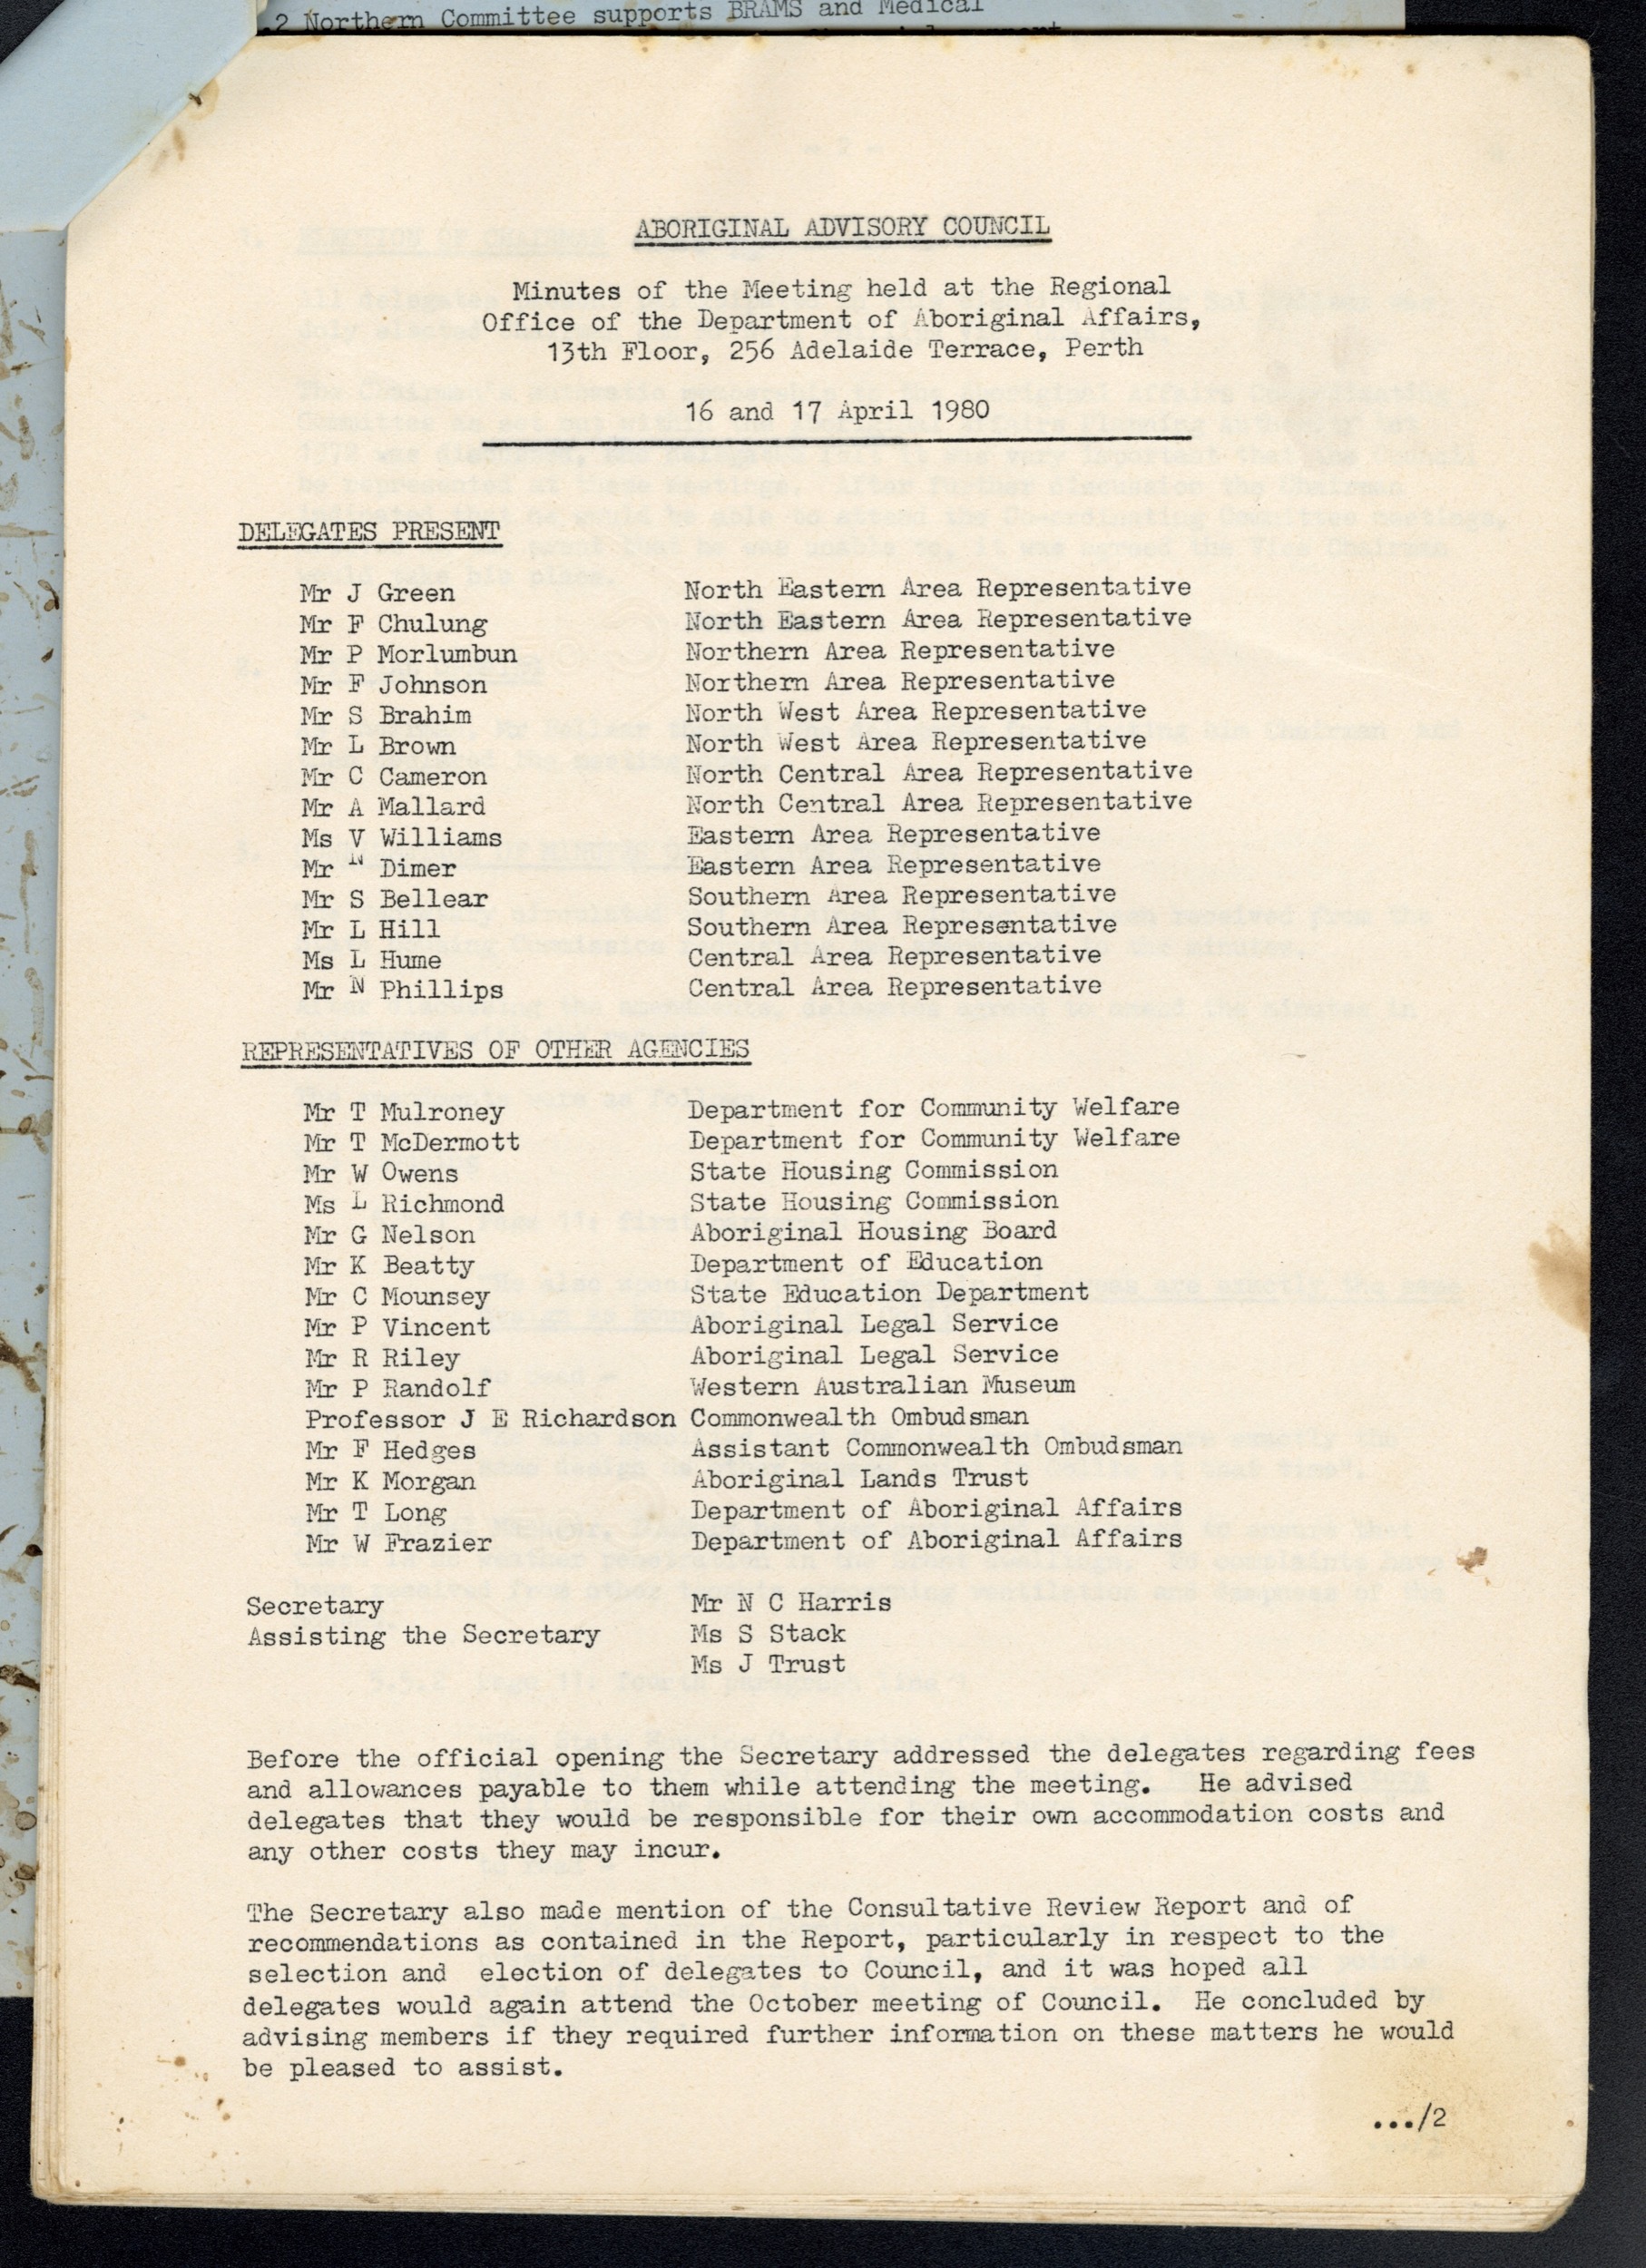 .2 Northern Committee supports BRAMS and Medical
ABORIGINAL ADVISORY COUNCIL
Minutes of the Meeting held at the Regional
Office of the Department of Aboriginal Affairs,
13th Floor, 256 Adelaide Terrace, Perth
16 and 17 April 1980
DELEGATES PRESENT
Mr J Green North Eastern Area Representative
Mr F Chulung North Eastern Area Representative
Mr P Morlumbun Northern Area Representative
Mr F Johnson Northern Area Representative
Mr S Brahim North West Area Representative
Mr L Brown North West Area Representative
Mr C Cameron North Central Area Representative
Mr A Mallard North Central Area Representative
Ms V Williams Eastern Area Representative
Mr N Dimer Eastern Area Representative
Mr S Bellear Southern Area Representative
Mr L Hill Southern Area Representative
Ms L Hume Central Area Representative
Mr N Phillips Central Area Representative
REPRESENTATIVES OF OTHER AGENCIES
Mr T Mulroney Department for Community Welfare
Mr T McDermott Department for Community Welfare
Mr W Owens State Housing Commission
Ms L Richmond State Housing Commission
Mr G Nelson Aboriginal Housing Board
Mr K Beatty Department of Education
Mr C Mounsey State Education Department
Mr P Vincent Aboriginal Legal Service
Mr R Riley Aboriginal Legal Service
Mr P Randolf Western Australian Museum
Professor J E Richardson Commonwealth Ombudsman
Mr F Hedges Assistant Commonwealth Ombudsman
Mr K Morgan Aboriginal Lands Trust
Mr T Long Department of Aboriginal Affairs
Mr W Frazier Department of Aboriginal Affairs
Secretary Mr N C Harris
Assisting the Secretary Ms S Stack
Ms J Trust
Before the official opening the Secretary addressed the delegates regarding fees
and allowances payable to them while attending the meeting. He advised
delegates that they would be responsible for their own accommodation costs and
any other costs they may incur.
The Secretary also made mention of the Consultative Review Report and of
recommendations as contained in the Report, particularly in respect to the
selection and election of delegates to Council, and it was hoped all
delegates would again attend the October meeting of Council. He concluded by
advising members if they required further information on these matters he would
be pleased to assist.
.../2